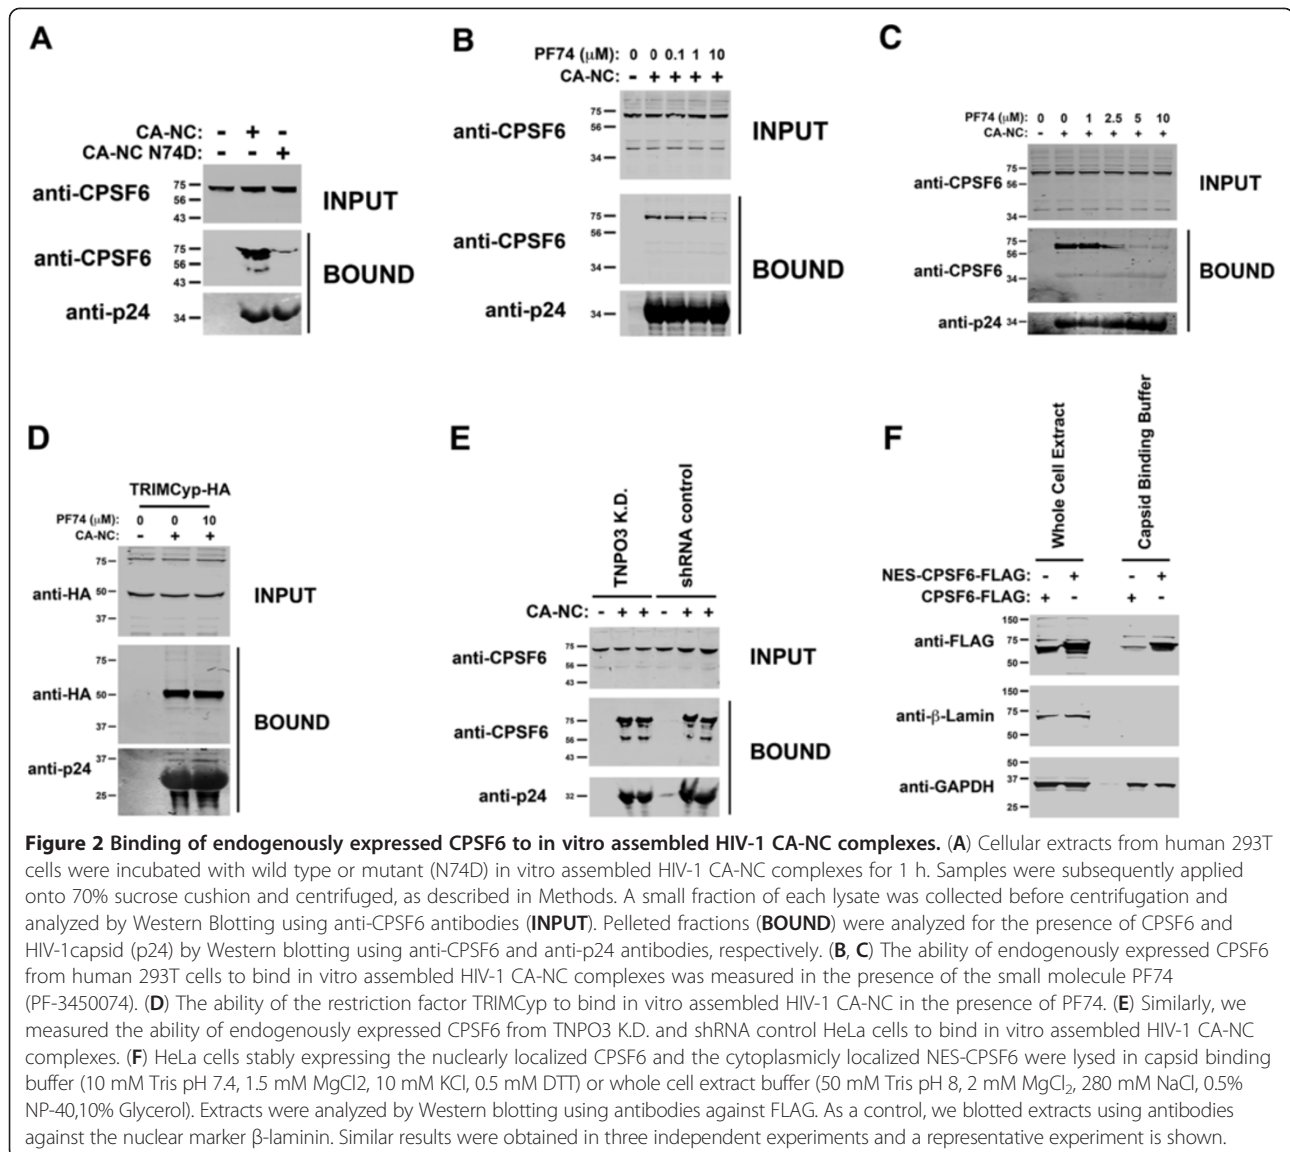 A
CA-NC: - + -
CA-NC N74D: - - +
anti-CPSF6
75
56
43
INPUT
anti-CPSF6
75
56
43
BOUND
anti-p24
34
B
PF74 (μM): 0 0 0.1 1 10
CA-NC: - + + + +
anti-CPSF6
75
56
34
INPUT
anti-CPSF6
75
56
34
BOUND
anti-p24
34
C
PF74 (μM): 0 0 1 2.5 5 10
CA-NC: - + + + + +
75
anti-CPSF6 56
34
INPUT
75
56
anti-CPSF6 34
BOUND
anti-p24 34
D
TRIMCyp-HA
PF74 (μM): 0 0 10
CA-NC: - + +
75
anti-HA 50
37
INPUT
75
anti-HA 50
37
BOUND
anti-p24
37
25
E
TNPO3 K.D.
shRNA control
CA-NC: - + + - + +
anti-CPSF6
75
56
43
INPUT
anti-CPSF6
75
56
43
BOUND
anti-p24
32
F
Whole Cell Extract
Capsid Binding Buffer
NES-CPSF6-FLAG: - + - +
CPSF6-FLAG: + - + -
150
anti-FLAG 75
50
150
anti-β-Lamin 75
50
50
anti-GAPDH 37
25
Figure 2 Binding of endogenously expressed CPSF6 to in vitro assembled HIV-1 CA-NC complexes. (A) Cellular extracts from human 293T
cells were incubated with wild type or mutant (N74D) in vitro assembled HIV-1 CA-NC complexes for 1 h. Samples were subsequently applied
onto 70% sucrose cushion and centrifuged, as described in Methods. A small fraction of each lysate was collected before centrifugation and
analyzed by Western Blotting using anti-CPSF6 antibodies (INPUT). Pelleted fractions (BOUND) were analyzed for the presence of CPSF6 and
HIV-1capsid (p24) by Western blotting using anti-CPSF6 and anti-p24 antibodies, respectively. (B, C) The ability of endogenously expressed CPSF6
from human 293T cells to bind in vitro assembled HIV-1 CA-NC complexes was measured in the presence of the small molecule PF74
(PF-3450074). (D) The ability of the restriction factor TRIMCyp to bind in vitro assembled HIV-1 CA-NC in the presence of PF74. (E) Similarly, we
measured the ability of endogenously expressed CPSF6 from TNPO3 K.D. and shRNA control HeLa cells to bind in vitro assembled HIV-1 CA-NC
complexes. (F) HeLa cells stably expressing the nuclearly localized CPSF6 and the cytoplasmicly localized NES-CPSF6 were lysed in capsid binding
buffer (10 mM Tris pH 7.4, 1.5 mM MgCl2, 10 mM KCl, 0.5 mM DTT) or whole cell extract buffer (50 mM Tris pH 8, 2 mM MgCl₂, 280 mM NaCl, 0.5%
NP-40,10% Glycerol). Extracts were analyzed by Western blotting using antibodies against FLAG. As a control, we blotted extracts using antibodies
against the nuclear marker β-laminin. Similar results were obtained in three independent experiments and a representative experiment is shown.